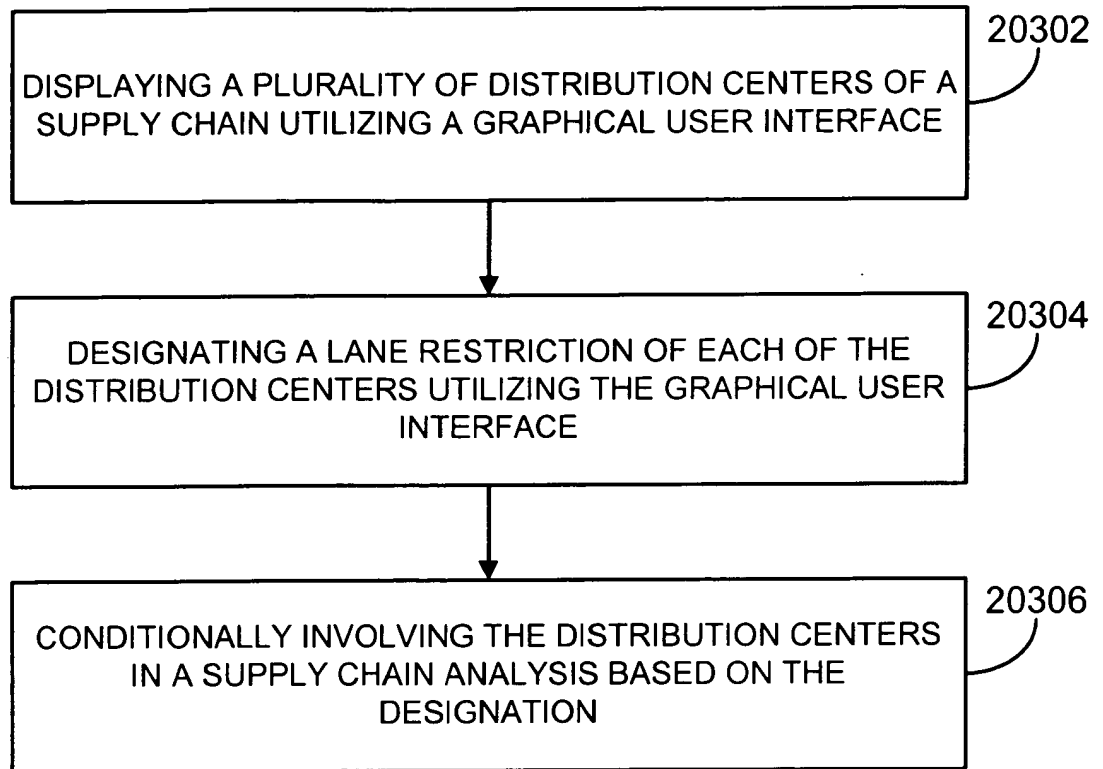 20302
DISPLAYING A PLURALITY OF DISTRIBUTION CENTERS OF A
SUPPLY CHAIN UTILIZING A GRAPHICAL USER INTERFACE
20304
DESIGNATING A LANE RESTRICTION OF EACH OF THE
DISTRIBUTION CENTERS UTILIZING THE GRAPHICAL USER
INTERFACE
20306
CONDITIONALLY INVOLVING THE DISTRIBUTION CENTERS
IN A SUPPLY CHAIN ANALYSIS BASED ON THE
DESIGNATION